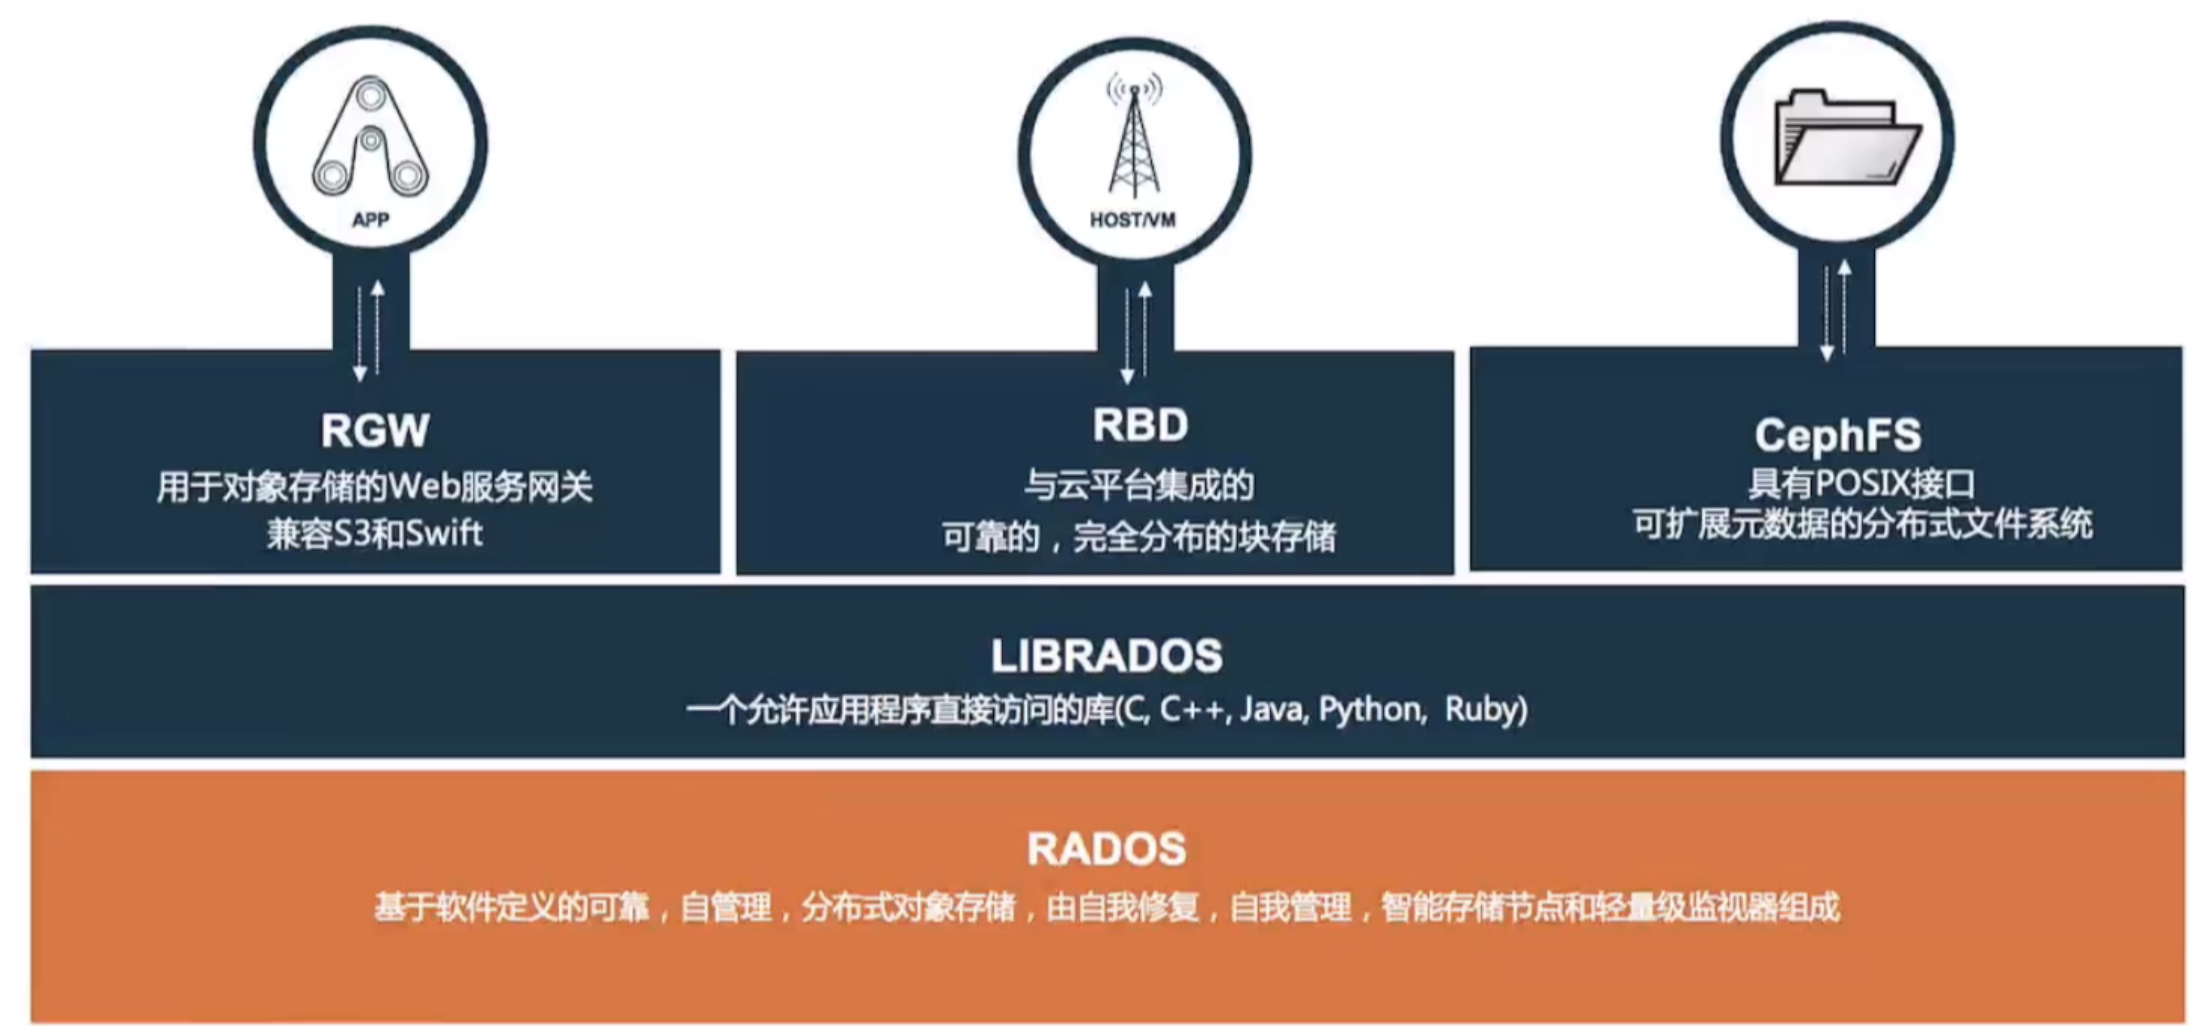 APP
HOST/VM
RGW
用于对象存储的Web服务网关
兼容S3和Swift
RBD
与云平台集成的
可靠的，完全分布的块存储
CephFS
具有POSIX接口
可扩展元数据的分布式文件系统
LIBRADOS
一个允许应用程序直接访问的库(C, C++, Java, Python, Ruby)
RADOS
基于软件定义的可靠，自管理，分布式对象存储，由自我修复，自我管理，智能存储节点和轻量级监视器组成